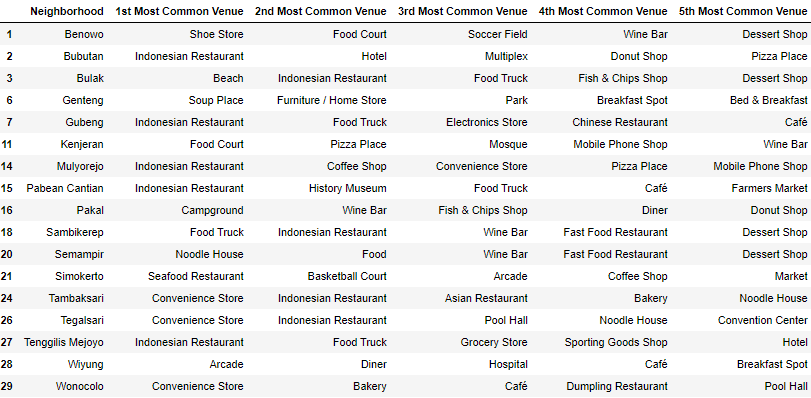 Neighborhood 1st Most Common Venue 2nd Most Common Venue 3rd Most Common Venue 4th Most Common Venue 5th Most Common Venue
1 Benowo Shoe Store Food Court Soccer Field Wine Bar Dessert Shop
2 Bubutan Indonesian Restaurant Hotel Multiplex Donut Shop Pizza Place
3 Bulak Beach Indonesian Restaurant Food Truck Fish & Chips Shop Dessert Shop
6 Genteng Soup Place Furniture / Home Store Park Breakfast Spot Bed & Breakfast
7 Gubeng Indonesian Restaurant Food Truck Electronics Store Chinese Restaurant Café
11 Kenjeran Food Court Pizza Place Mosque Mobile Phone Shop Wine Bar
14 Mulyorejo Indonesian Restaurant Coffee Shop Convenience Store Pizza Place Mobile Phone Shop
15 Pabean Cantian Indonesian Restaurant History Museum Food Truck Café Farmers Market
16 Pakal Campground Wine Bar Fish & Chips Shop Diner Donut Shop
18 Sambikerep Food Truck Indonesian Restaurant Wine Bar Fast Food Restaurant Dessert Shop
20 Semampir Noodle House Food Wine Bar Fast Food Restaurant Dessert Shop
21 Simokerto Seafood Restaurant Basketball Court Arcade Coffee Shop Market
24 Tambaksari Convenience Store Indonesian Restaurant Asian Restaurant Bakery Noodle House
26 Tegalsari Convenience Store Indonesian Restaurant Pool Hall Noodle House Convention Center
27 Tenggilis Mejoyo Indonesian Restaurant Food Truck Grocery Store Sporting Goods Shop Hotel
28 Wiyung Arcade Diner Hospital Café Breakfast Spot
29 Wonocolo Convenience Store Bakery Café Dumpling Restaurant Pool Hall